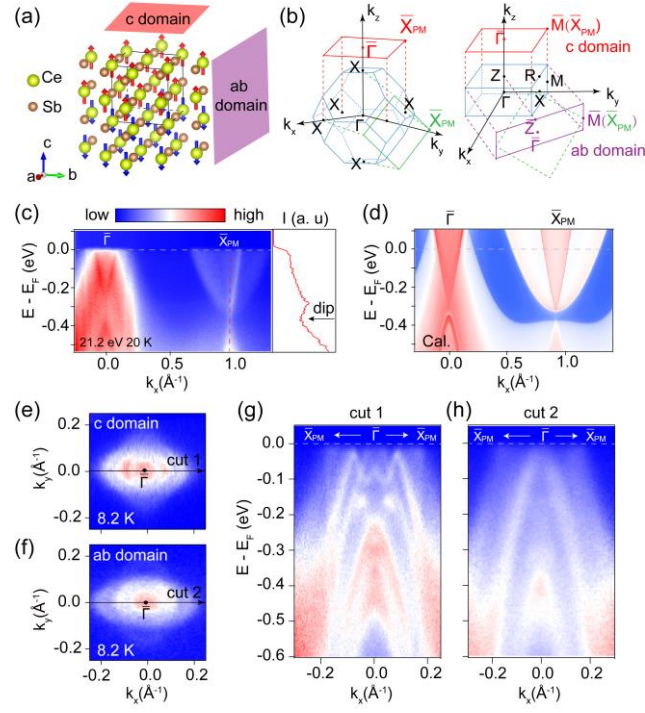 (a)
c domain
ab domain
Ce
Sb
c
a
b
(b)
k_z
X̄_PM
Γ̄
X
X
X
X
X
Γ
k_x
k_y
X̄_PM
k_z
M̄(X̄_PM)
c domain
Γ̄
Z
R
M
Γ
X
k_y
Z̄
M̄(X̄_PM)
Γ̄
k_x
ab domain
(c)
low
high
I (a. u)
Γ̄
X̄_PM
E - E_F (eV)
0.0
-0.2
-0.4
dip
21.2 eV 20 K
0.0
0.5
1.0
k_x(Å⁻¹)
(d)
Γ̄
X̄_PM
E - E_F (eV)
0.0
-0.2
-0.4
Cal.
0.0
0.5
1.0
k_x(Å⁻¹)
(e)
c domain
k_y(Å⁻¹)
0.2
0.0
-0.2
cut 1
Γ̄
8.2 K
(f)
ab domain
k_y(Å⁻¹)
0.2
0.0
-0.2
cut 2
Γ̄
8.2 K
-0.2
0.0
0.2
k_x(Å⁻¹)
(g)
cut 1
X̄_PM ← Γ̄ → X̄_PM
E - E_F (eV)
0.0
-0.1
-0.2
-0.3
-0.4
-0.5
-0.6
-0.2
0.0
0.2
k_x(Å⁻¹)
(h)
cut 2
X̄_PM ← Γ̄ → X̄_PM
-0.2
0.0
0.2
k_x(Å⁻¹)